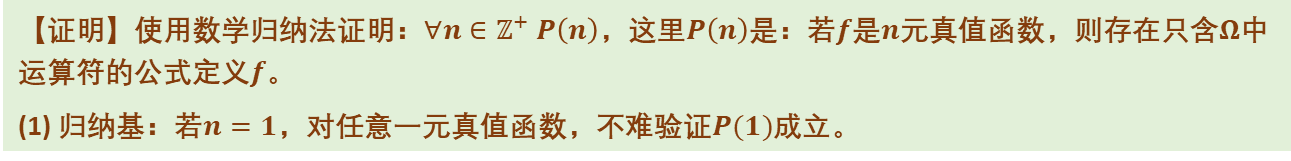 【证明】使用数学归纳法证明：∀n ∈ ℤ⁺ P(n)，这里P(n)是：若f是n元真值函数，则存在只含Ω中
运算符的公式定义f。
(1) 归纳基：若n = 1，对任意一元真值函数，不难验证P(1)成立。